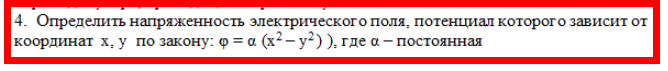 4. Определить напряженность электрического поля, потенциал которого зависит от
координат х, у по закону: φ = α (x² – y²) ), где α – постоянная